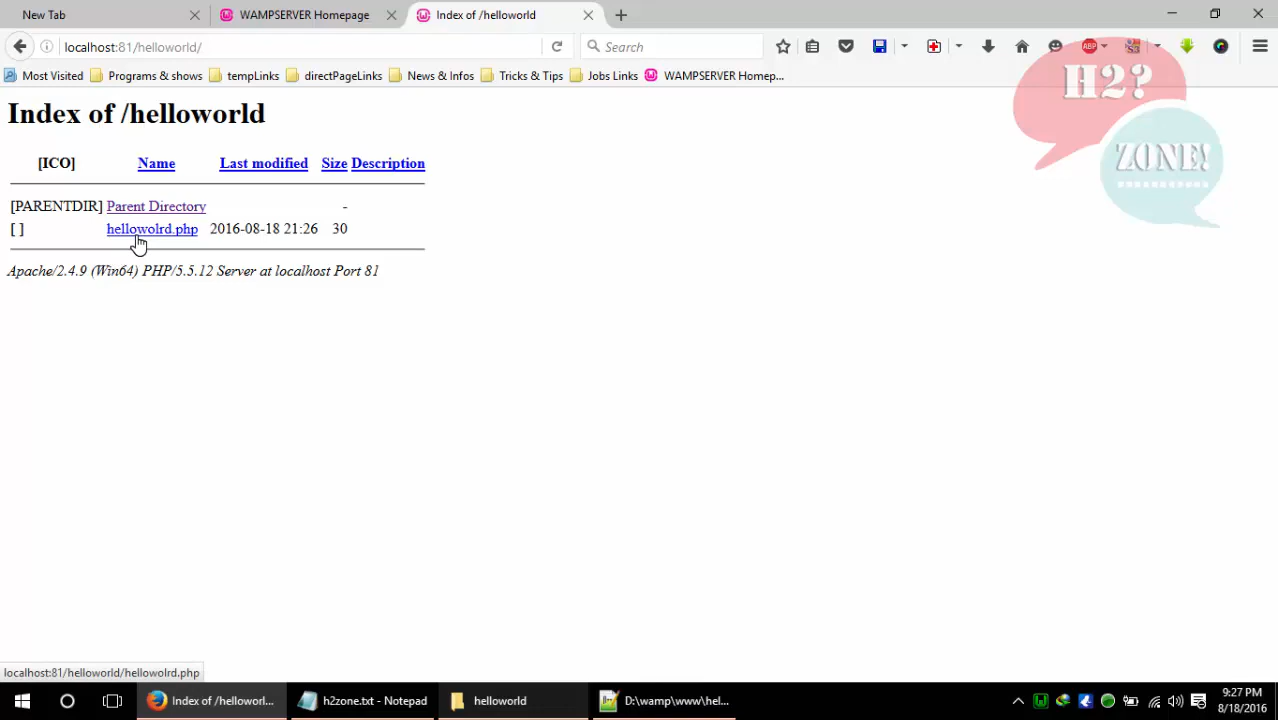 New Tab
WAMPSERVER Homepage
Index of /helloworld
localhost:81/helloworld/
Search
ABP
Most Visited
Programs & shows
tempLinks
directPageLinks
News & Infos
Tricks & Tips
Jobs Links
WAMPSERVER Homep...
H2?
ZONE!
Index of /helloworld
[ICO] Name Last modified Size Description
[PARENTDIR] Parent Directory -
[ ] hellowolrd.php 2016-08-18 21:26 30
Apache/2.4.9 (Win64) PHP/5.5.12 Server at localhost Port 81
localhost:81/helloworld/hellowolrd.php
Index of /helloworl...
h2zone.txt - Notepad
helloworld
D:\wamp\www\hel...
9:27 PM
8/18/2016